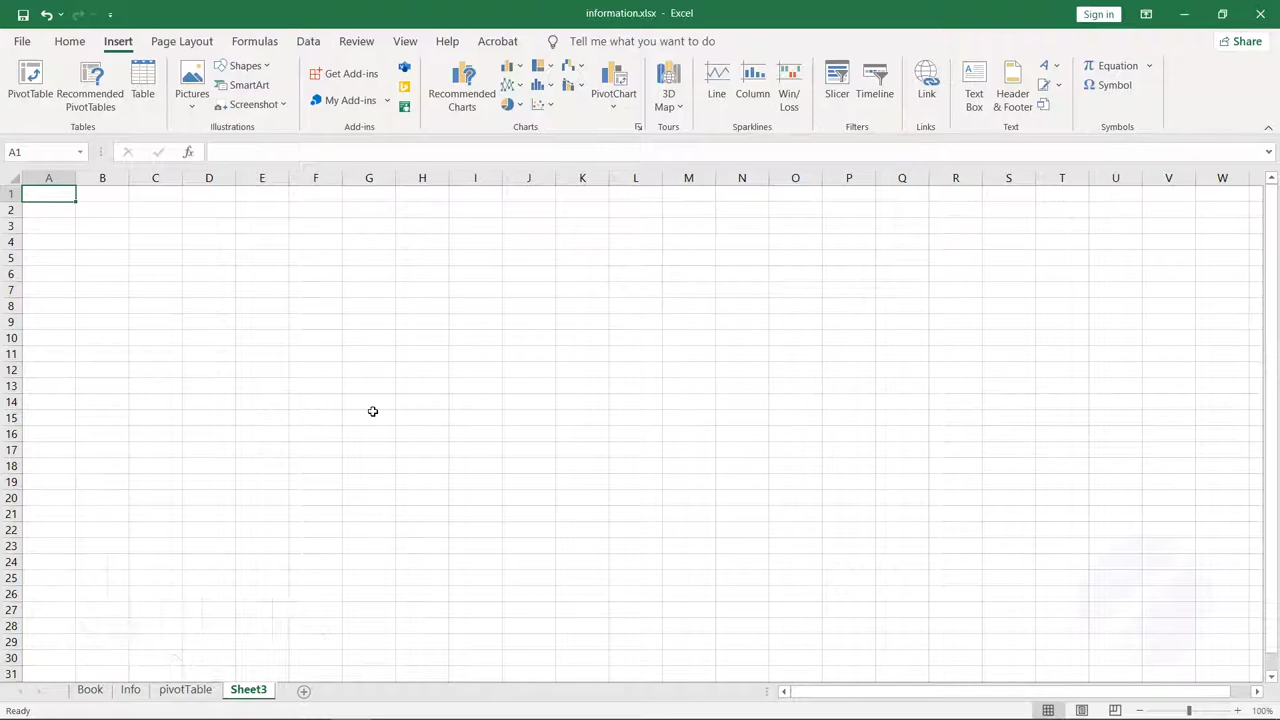 information.xlsx - Excel
Sign in
File Home Insert Page Layout Formulas Data Review View Help Acrobat Tell me what you want to do Share
PivotTable Recommended PivotTables Table
Pictures Shapes SmartArt Screenshot
Get Add-ins My Add-ins
Recommended Charts PivotChart 3D Map
Line Column Win/Loss
Slicer Timeline Link
Text Box Header & Footer
Equation Symbol
Tables Illustrations Add-ins Charts Tours Sparklines Filters Links Text Symbols
A1 fx
A B C D E F G H I J K L M N O P Q R S T U V W
1
2
3
4
5
6
7
8
9
10
11
12
13
14
15
16
17
18
19
20
21
22
23
24
25
26
27
28
29
30
31
Book Info pivotTable Sheet3
Ready 100%